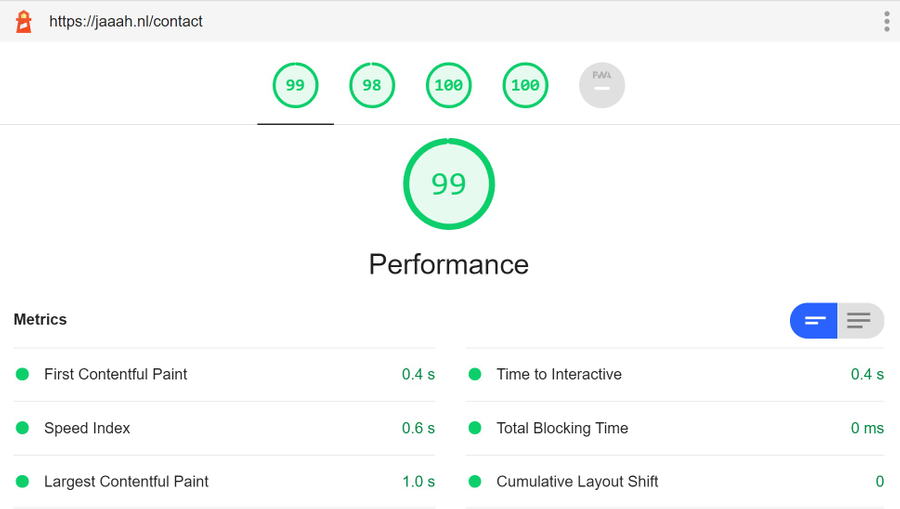 https://jaaah.nl/contact
99 98 100 100 PWA
99
Performance
Metrics
First Contentful Paint 0.4 s
Time to Interactive 0.4 s
Speed Index 0.6 s
Total Blocking Time 0 ms
Largest Contentful Paint 1.0 s
Cumulative Layout Shift 0